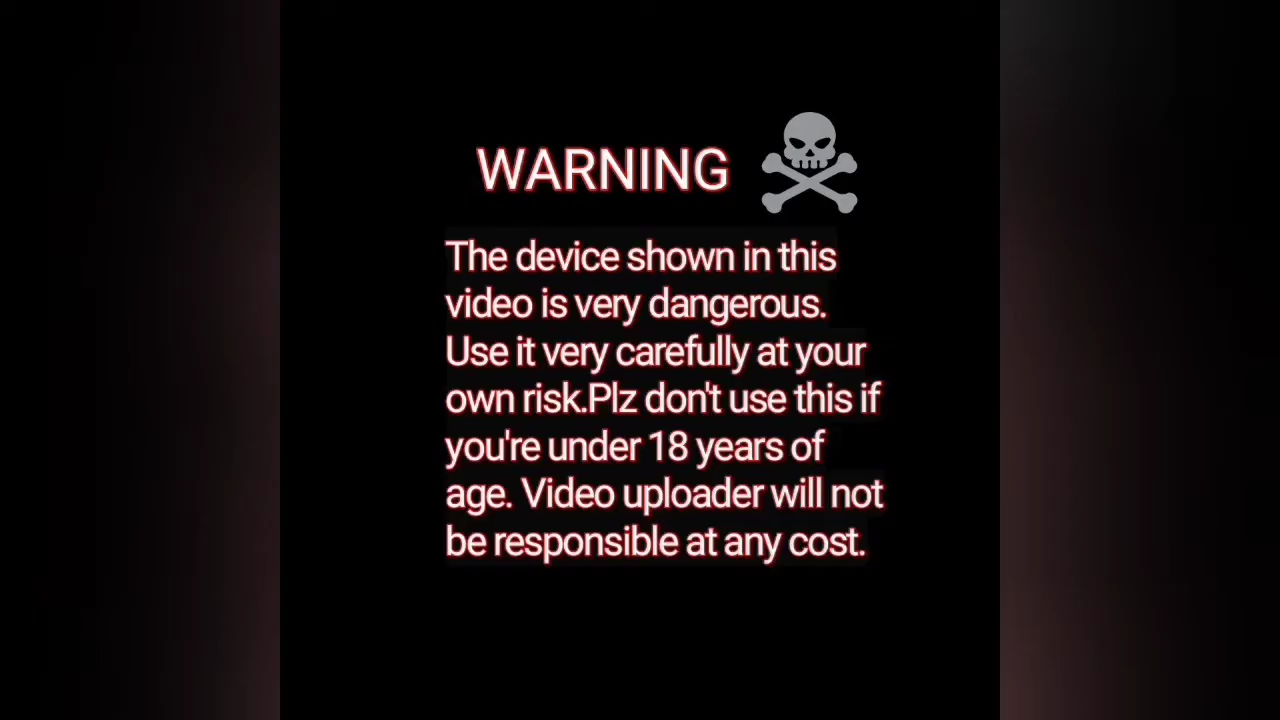 WARNING
The device shown in this
video is very dangerous.
Use it very carefully at your
own risk.Plz don't use this if
you're under 18 years of
age. Video uploader will not
be responsible at any cost.